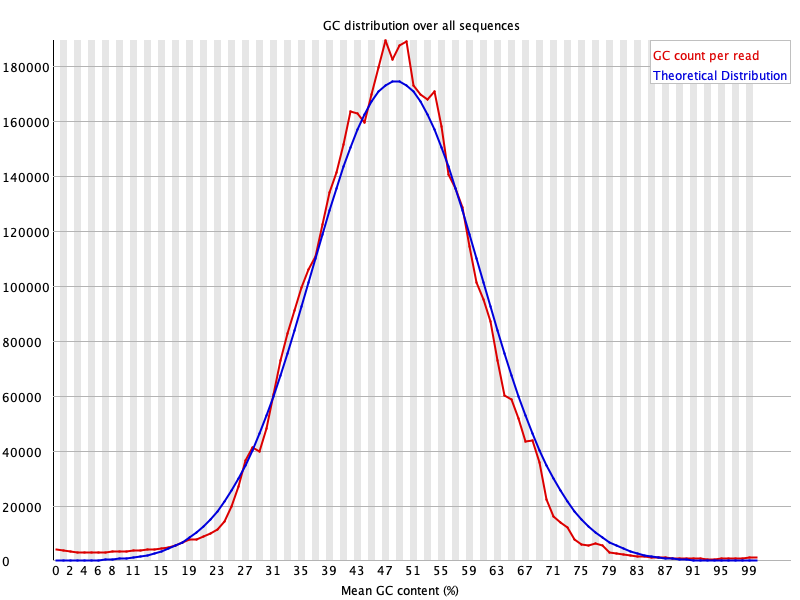 GC distribution over all sequences
GC count per read
Theoretical Distribution
180000
160000
140000
120000
100000
80000
60000
40000
20000
0
0 2 4 6 8 11 15 19 23 27 31 35 39 43 47 51 55 59 63 67 71 75 79 83 87 91 95 99
Mean GC content (%)